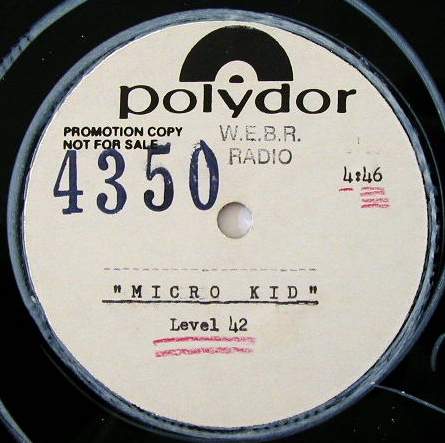 polydor
PROMOTION COPY
NOT FOR SALE
W.E.B.R.
RADIO
4350
4:46
"MICRO KID"
Level 42